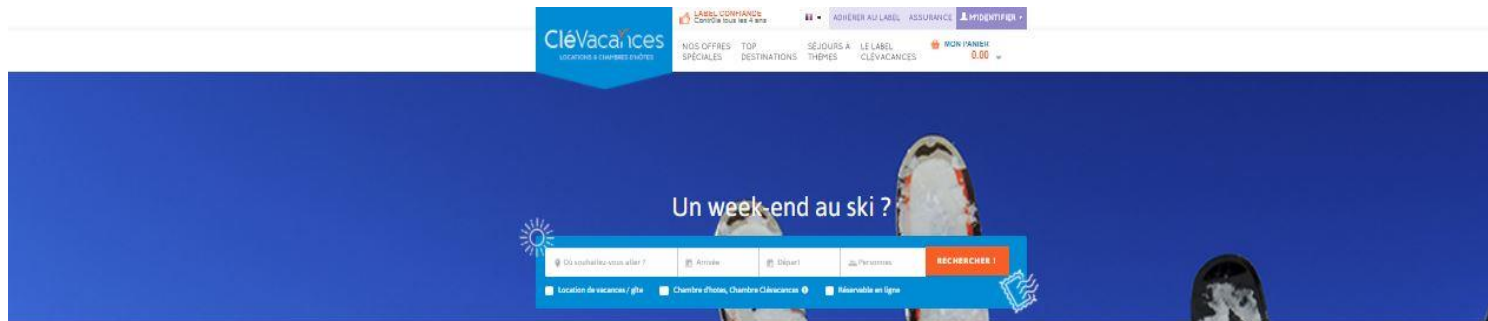 LABEL CONFIANCE
Contrôle tous les 4 ans
ADHÉRER AU LABEL ASSURANCE M'IDENTIFIER
CléVacances
LOCATIONS & CHAMBRES D'HÔTES
NOS OFFRES SPÉCIALES
TOP DESTINATIONS
SÉJOURS À THÈMES
LE LABEL CLÉVACANCES
MON PANIER
0.00
Un week-end au ski ?
Où souhaitez-vous aller ? Arrivée Départ Personnes RECHERCHER !
Location de vacances / gîte Chambre d'hotes, Chambre Clévacances Réservable en ligne